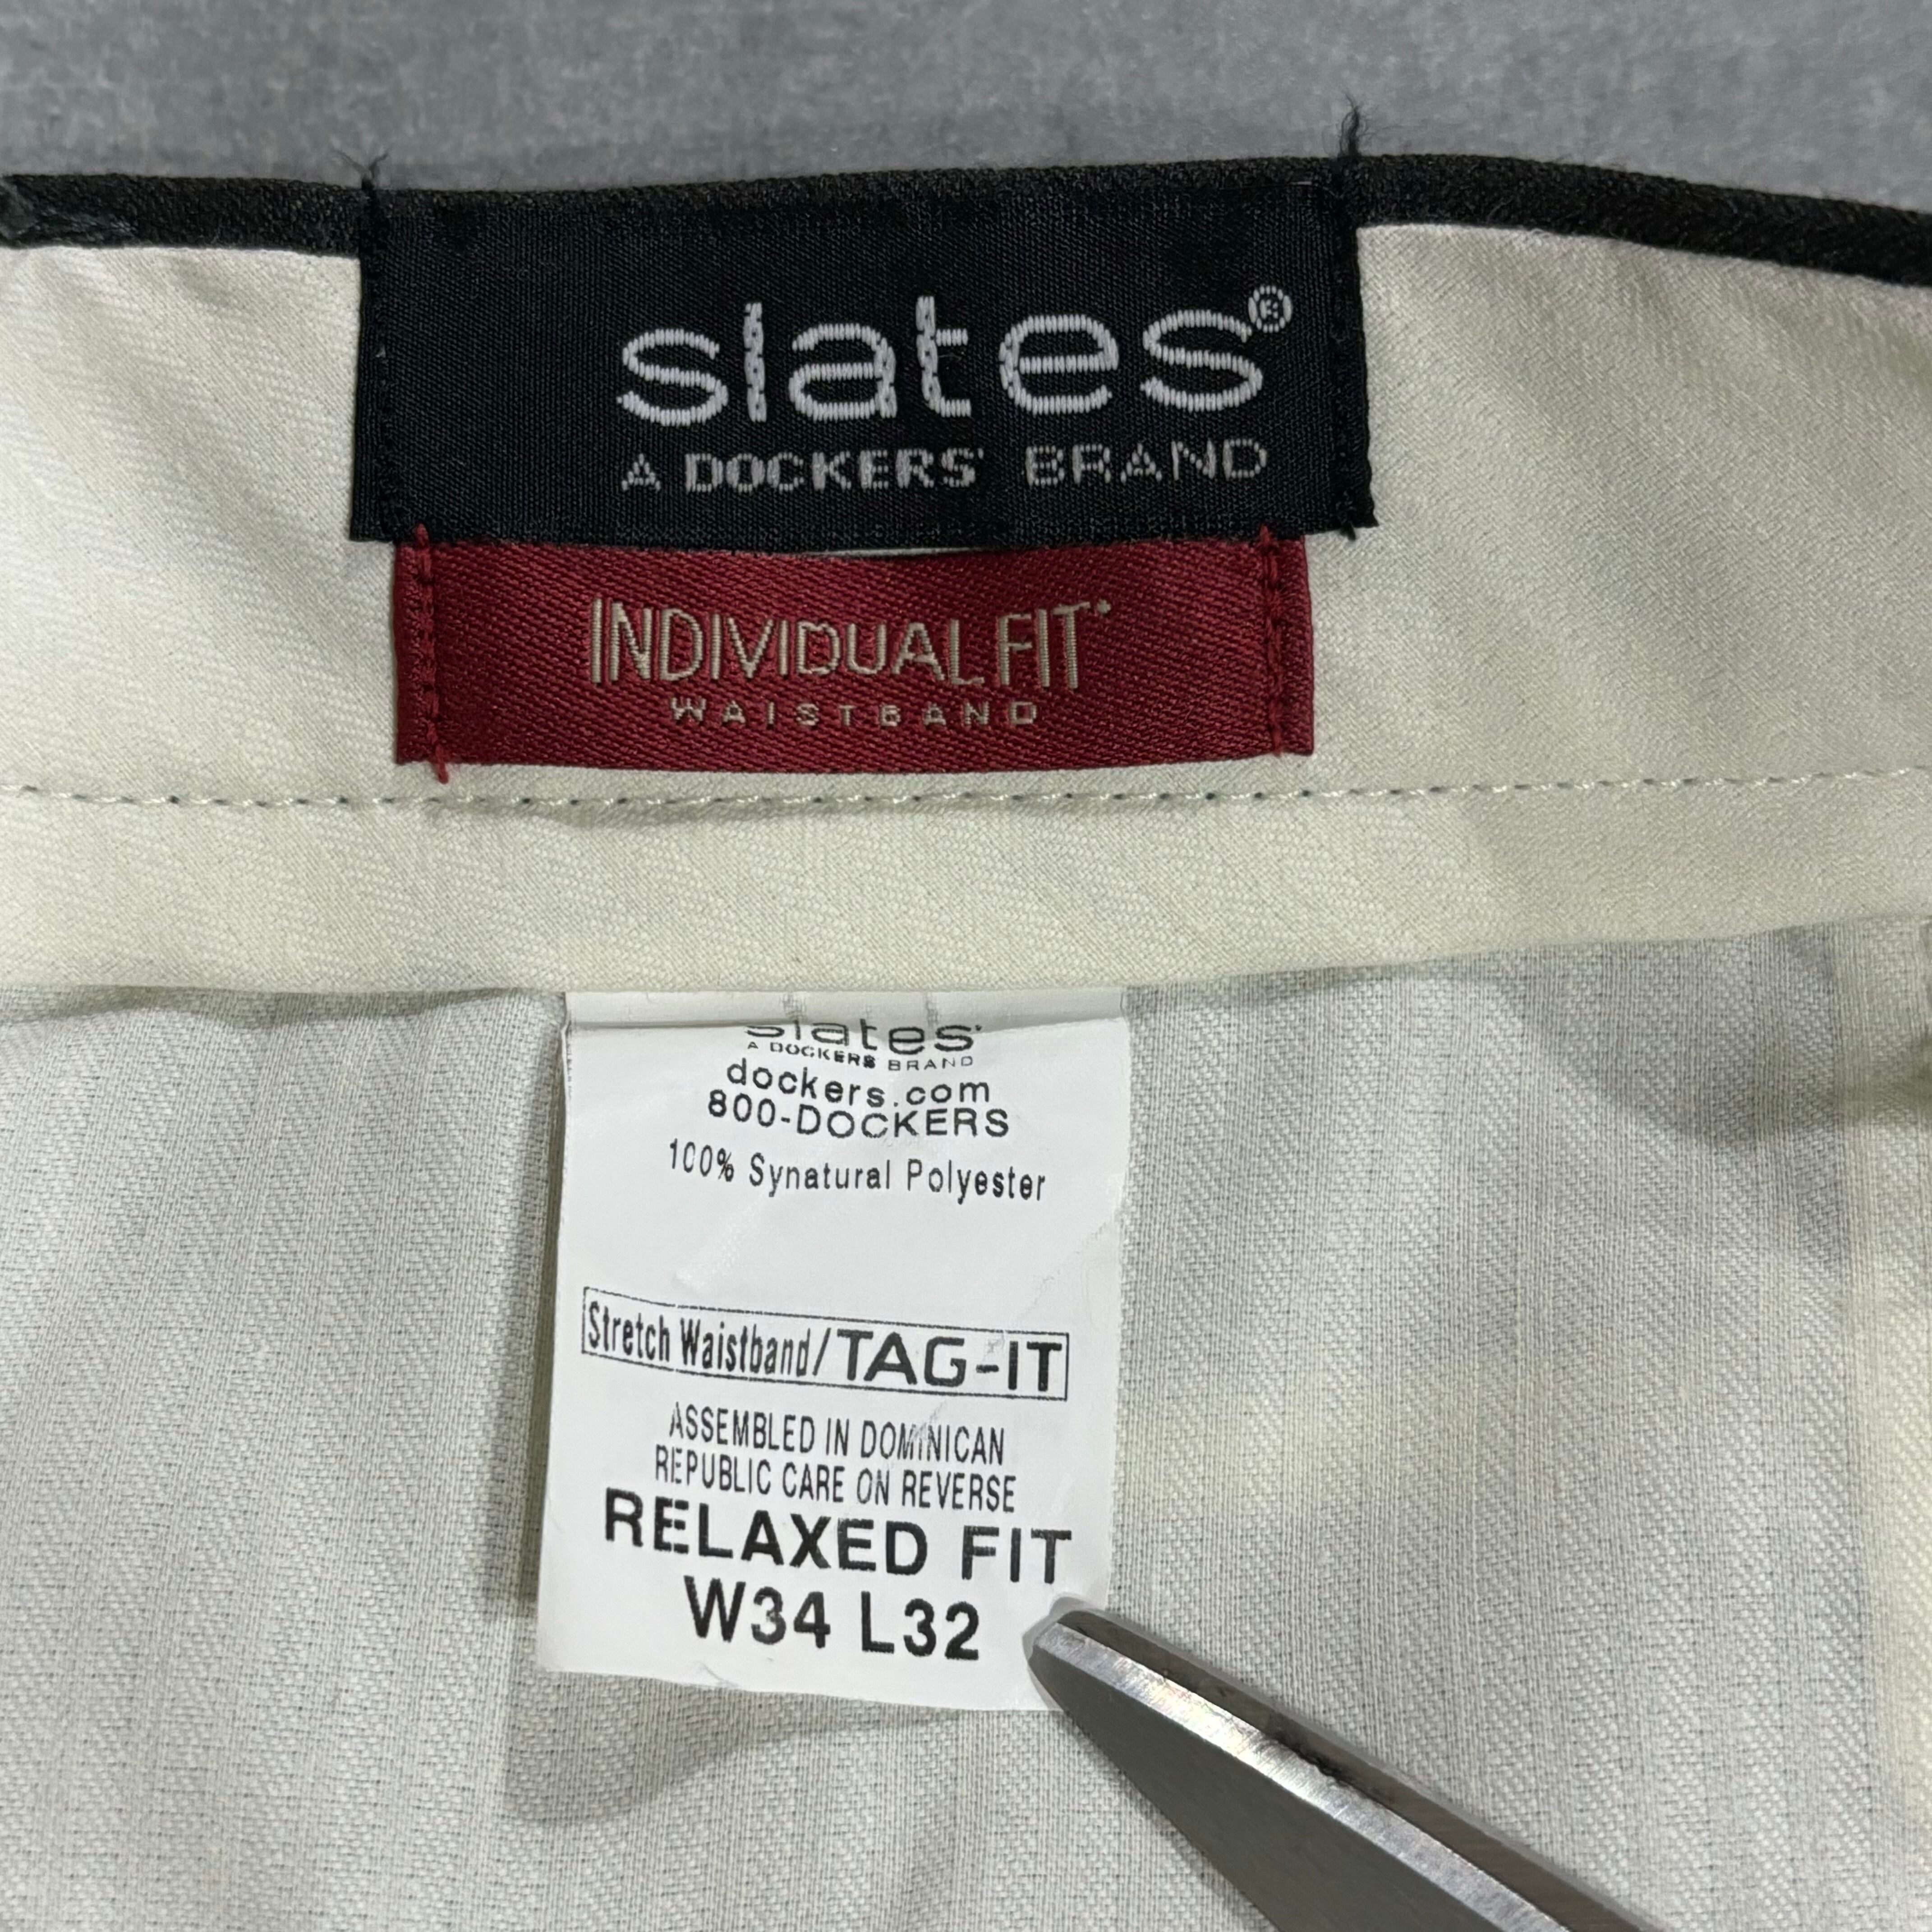 slates®
A DOCKERS' BRAND
INDIVIDUAL FIT
WAISTBAND
slates
A DOCKERS BRAND
dockers.com
800-DOCKERS
100% Synatural Polyester
Stretch Waistband/TAG-IT
ASSEMBLED IN DOMINICAN
REPUBLIC CARE ON REVERSE
RELAXED FIT
W34 L32